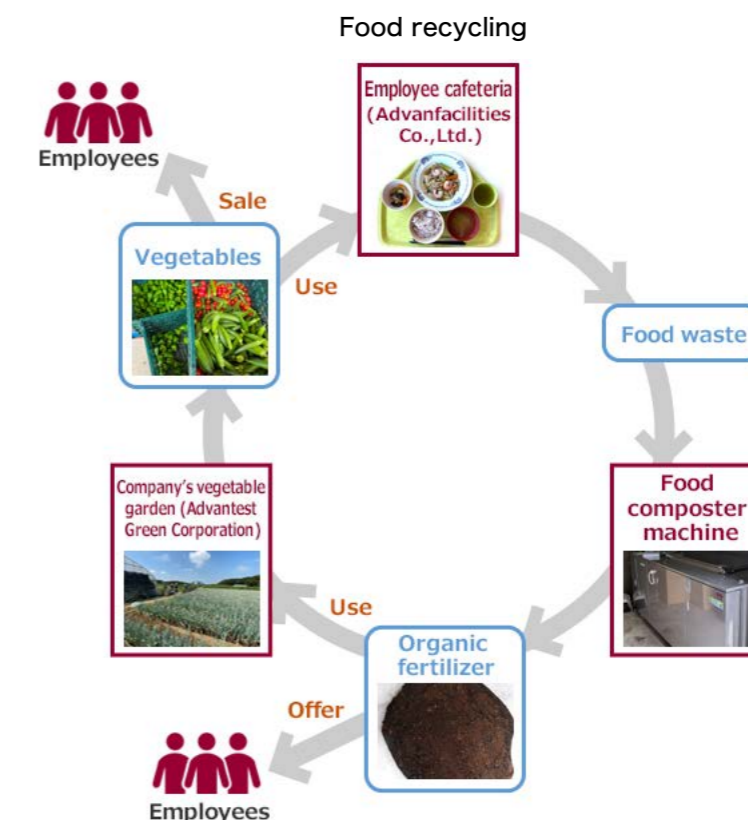 Food recycling
Employee cafeteria
(Advanfacilities
Co.,Ltd.)
Employees
Sale
Vegetables
Use
Food waste
Company's vegetable
garden (Advantest
Green Corporation)
Food
composter
machine
Use
Organic
fertilizer
Offer
Employees